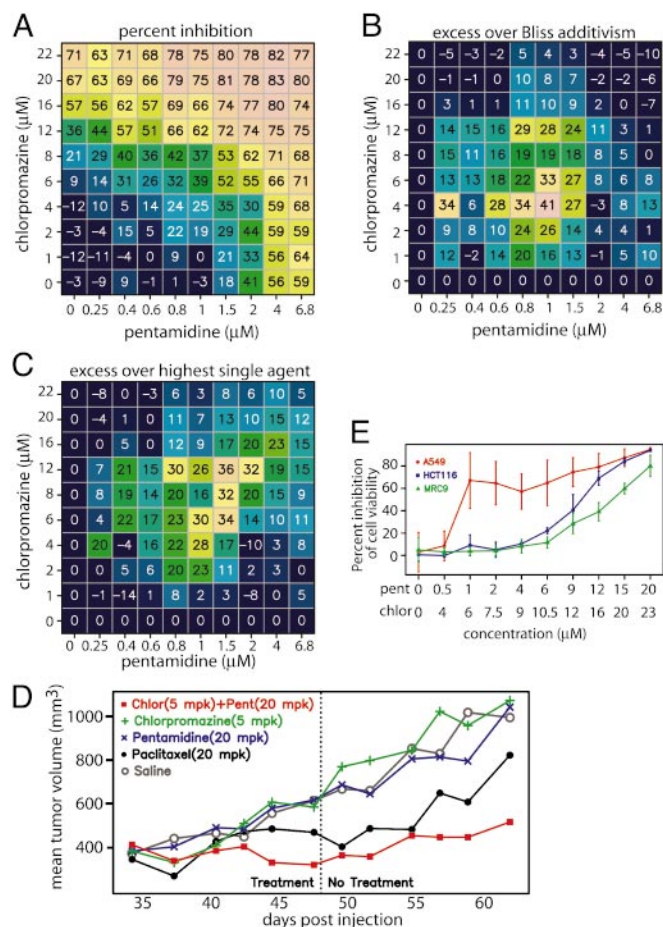 A
percent inhibition
chlorpromazine (µM)
22 71 63 71 68 78 75 80 78 82 77
20 67 63 69 69 79 75 81 78 83 80
16 57 56 62 57 69 69 74 77 80 74
12 36 44 57 51 66 62 74 72 74 75
8 21 29 40 36 42 37 53 62 71 68
6 9 14 31 26 32 39 52 55 66 71
4 −12 10 5 14 24 25 35 30 59 68
2 −3 −4 15 5 22 19 29 44 59 67
1 −12 −11 −4 0 9 0 21 33 56 64
0 −3 −9 9 −1 1 −3 18 41 56 59
0 0.25 0.4 0.6 0.8 1 1.5 2 4 6.8
pentamidine (µM)
B
excess over Bliss additivism
chlorpromazine (µM)
22 0 −5 −3 −2 5 4 3 −4 −5 −10
20 0 −1 −1 0 10 8 7 −2 −2 −6
16 0 3 1 1 11 10 9 2 0 −7
12 0 14 15 16 29 28 24 11 3 1
8 0 15 11 16 19 19 18 8 5 0
6 0 13 13 18 22 33 27 8 6 8
4 0 34 6 28 34 41 27 −3 8 13
2 0 9 8 10 24 26 14 4 4 1
1 0 12 −2 14 20 16 13 1 5 10
0 0 0 0 0 0 0 0 0 0 0
0 0.25 0.4 0.6 0.8 1 1.5 2 4 6.8
pentamidine (µM)
C
excess over highest single agent
chlorpromazine (µM)
22 0 −8 0 −3 6 3 8 6 10 5
20 0 −4 1 0 11 7 13 10 15 12
16 0 0 5 0 12 9 17 20 23 15
12 0 7 21 15 30 26 36 32 19 15
8 0 8 19 14 20 15 32 20 15 9
6 0 6 22 17 23 30 34 14 10 11
4 0 20 −4 16 22 28 17 −10 3 8
2 0 0 5 6 20 23 11 2 3
1 0 −1 −14 1 8 2 3 −8 0 5
0 0 0 0 0 0 0 0 0 0 0
0 0.25 0.4 0.6 0.8 1 1.5 2 4 6.8
pentamidine (µM)
E
Percent inhibition
of cell viability
80
60
40
20
0
A549
HCT116
MRC9
pent 0 0.5 1 2 4 6 9 12 15 20
chlor 0 4 6 7.5 9 10.5 12 16 20 23
concentration (µM)
D
mean tumor volume (mm3)
1000
800
600
400
Chlor(5 mpk)+Pent(20 mpk)
Chlorpromazine(5 mpk)
Pentamidine(20 mpk)
Paclitaxel(20 mpk)
Saline
Treatment No Treatment
35 40 45 50 55 60
days post injection